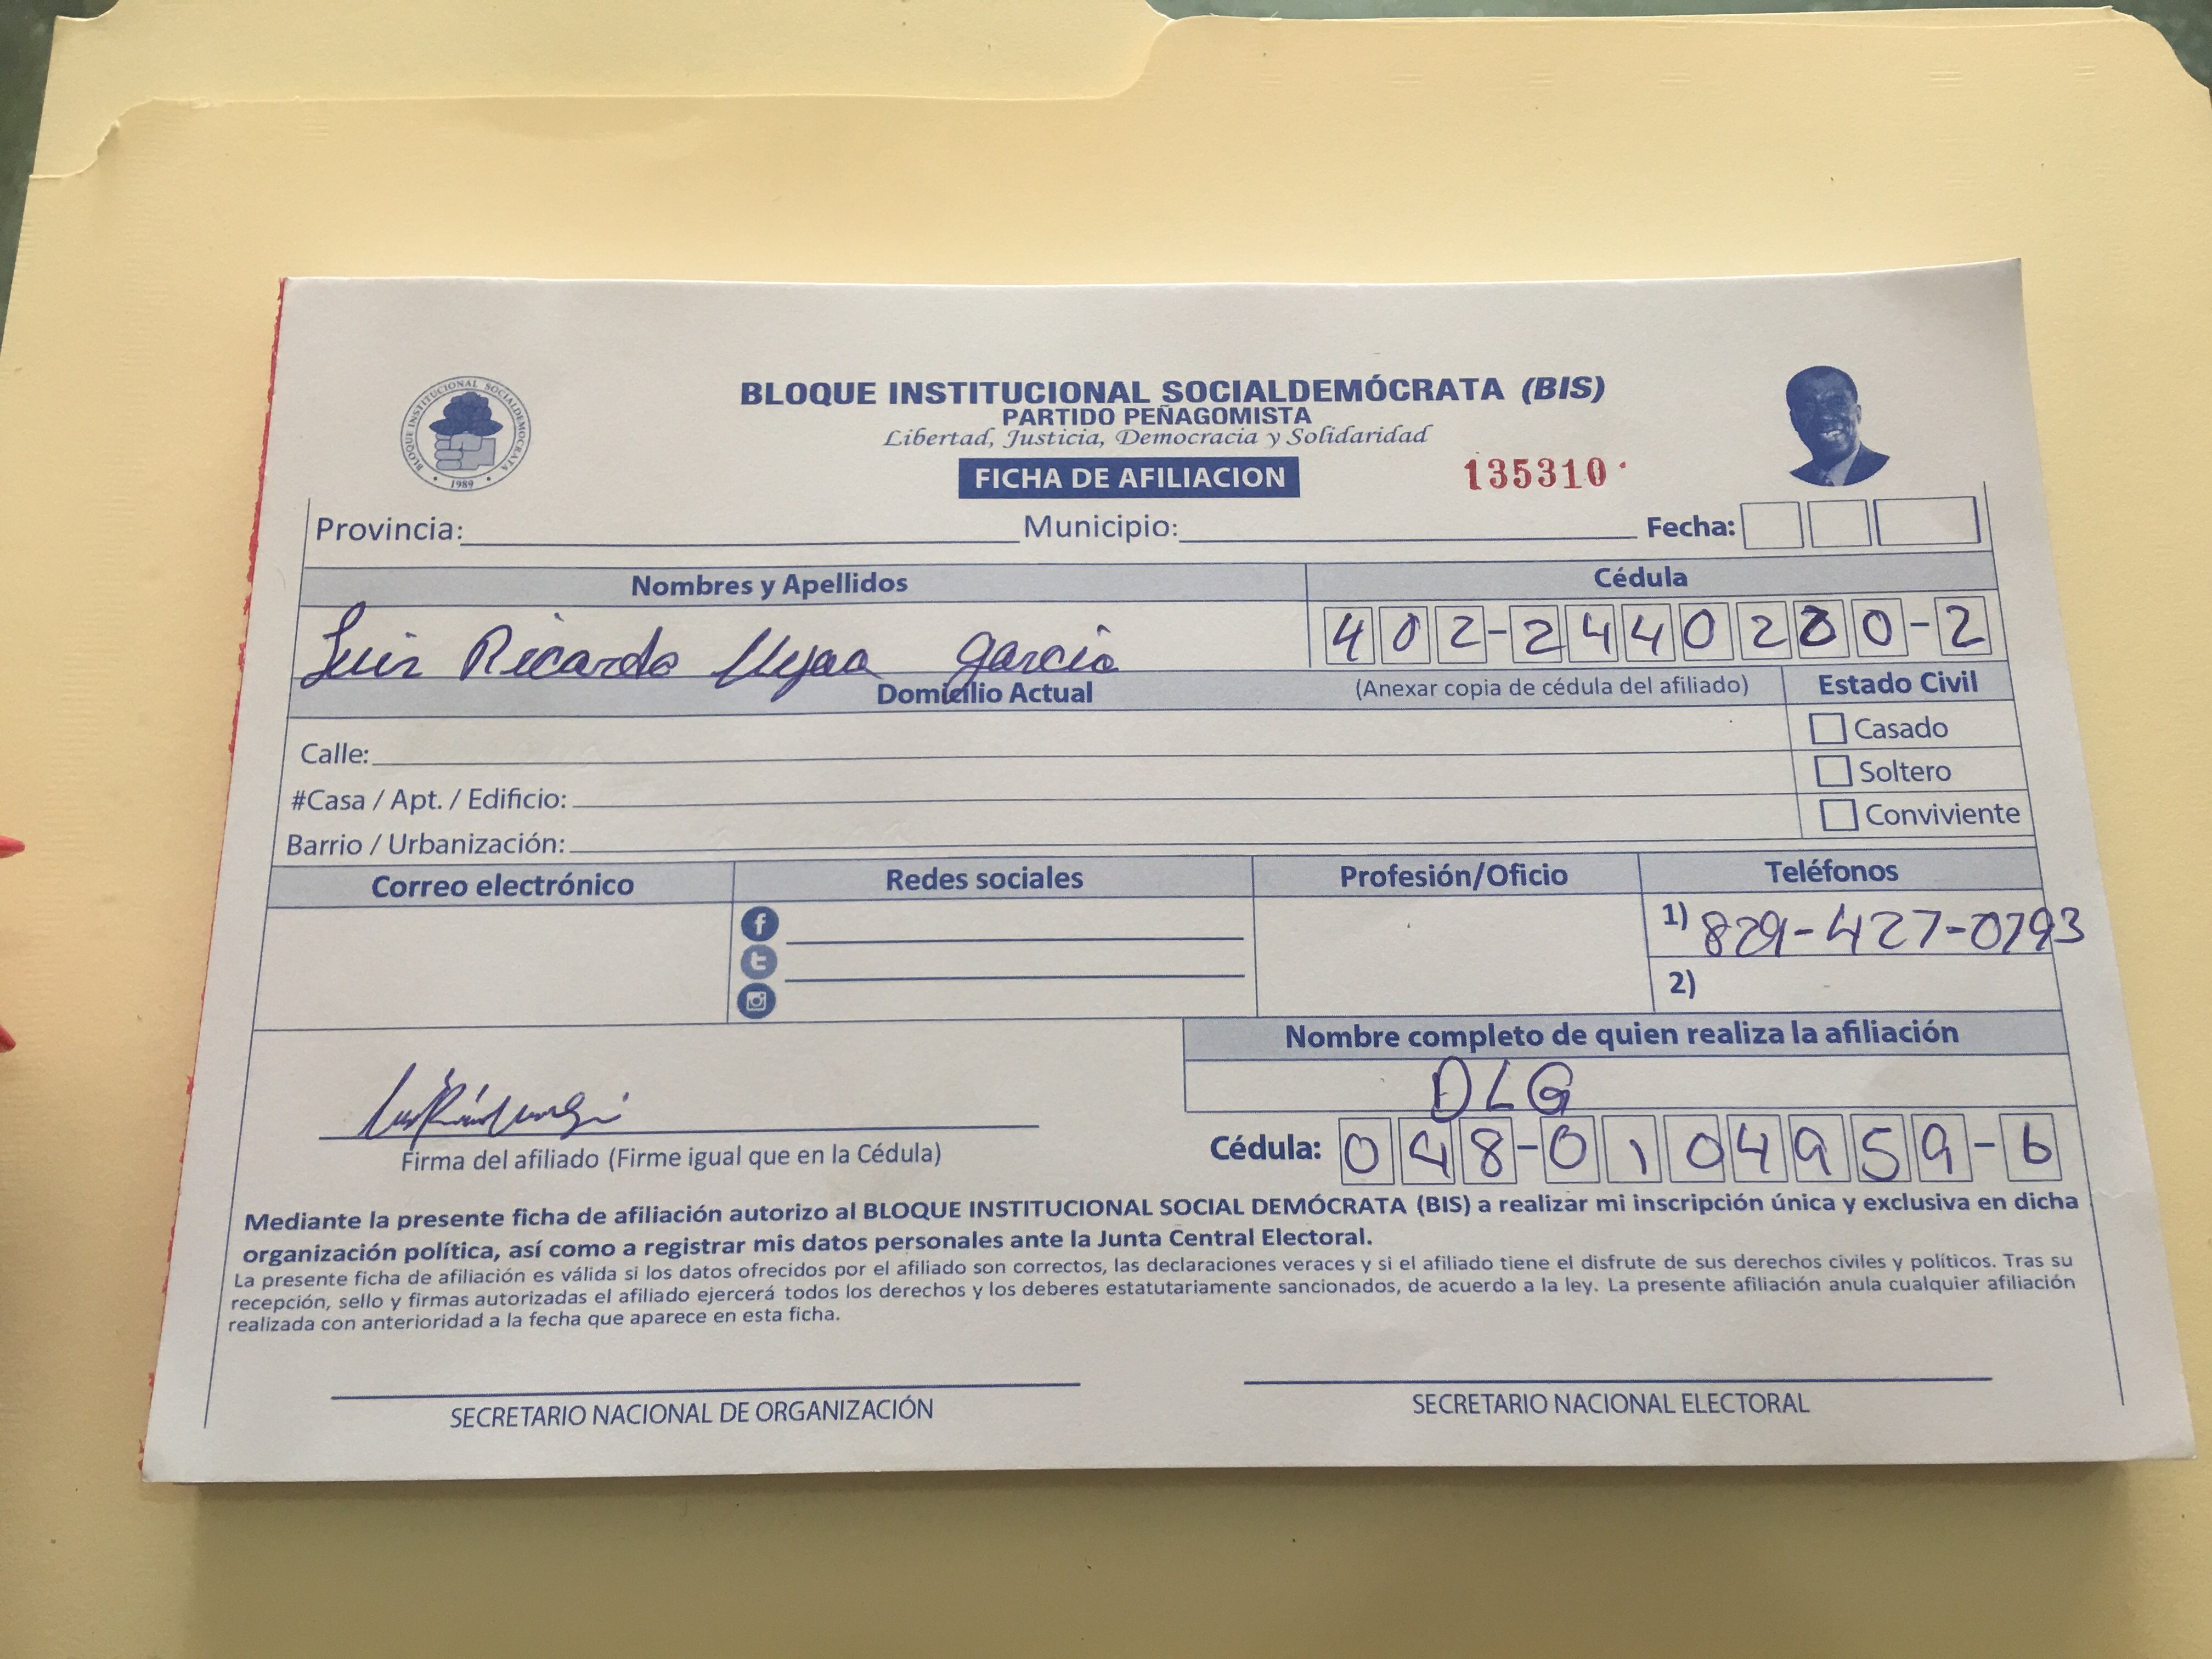 BLOQUE INSTITUCIONAL SOCIALDEMOCRATA
1989
BLOQUE INSTITUCIONAL SOCIALDEMÓCRATA (BIS)
PARTIDO PEÑAGOMISTA
Libertad, Justicia, Democracia y Solidaridad
FICHA DE AFILIACION 135310
Provincia: Municipio: Fecha:
Nombres y Apellidos Cédula
Luis Ricardo García 402-2440280-2
Domicilio Actual (Anexar copia de cédula del afiliado) Estado Civil
Calle: Casado
Soltero
#Casa / Apt. / Edificio:
Conviviente
Barrio / Urbanización:
Correo electrónico Redes sociales Profesión/Oficio Teléfonos
1) 829-427-0793
2)
Nombre completo de quien realiza la afiliación
DLG
Firma del afiliado (Firme igual que en la Cédula) Cédula: 048-0104959-6
Mediante la presente ficha de afiliación autorizo al BLOQUE INSTITUCIONAL SOCIAL DEMÓCRATA (BIS) a realizar mi inscripción única y exclusiva en dicha
organización política, así como a registrar mis datos personales ante la Junta Central Electoral.
La presente ficha de afiliación es válida si los datos ofrecidos por el afiliado son correctos, las declaraciones veraces y si el afiliado tiene el disfrute de sus derechos civiles y políticos. Tras su
recepción, sello y firmas autorizadas el afiliado ejercerá todos los derechos y los deberes estatutariamente sancionados, de acuerdo a la ley. La presente afiliación anula cualquier afiliación
realizada con anterioridad a la fecha que aparece en esta ficha.
SECRETARIO NACIONAL DE ORGANIZACIÓN SECRETARIO NACIONAL ELECTORAL